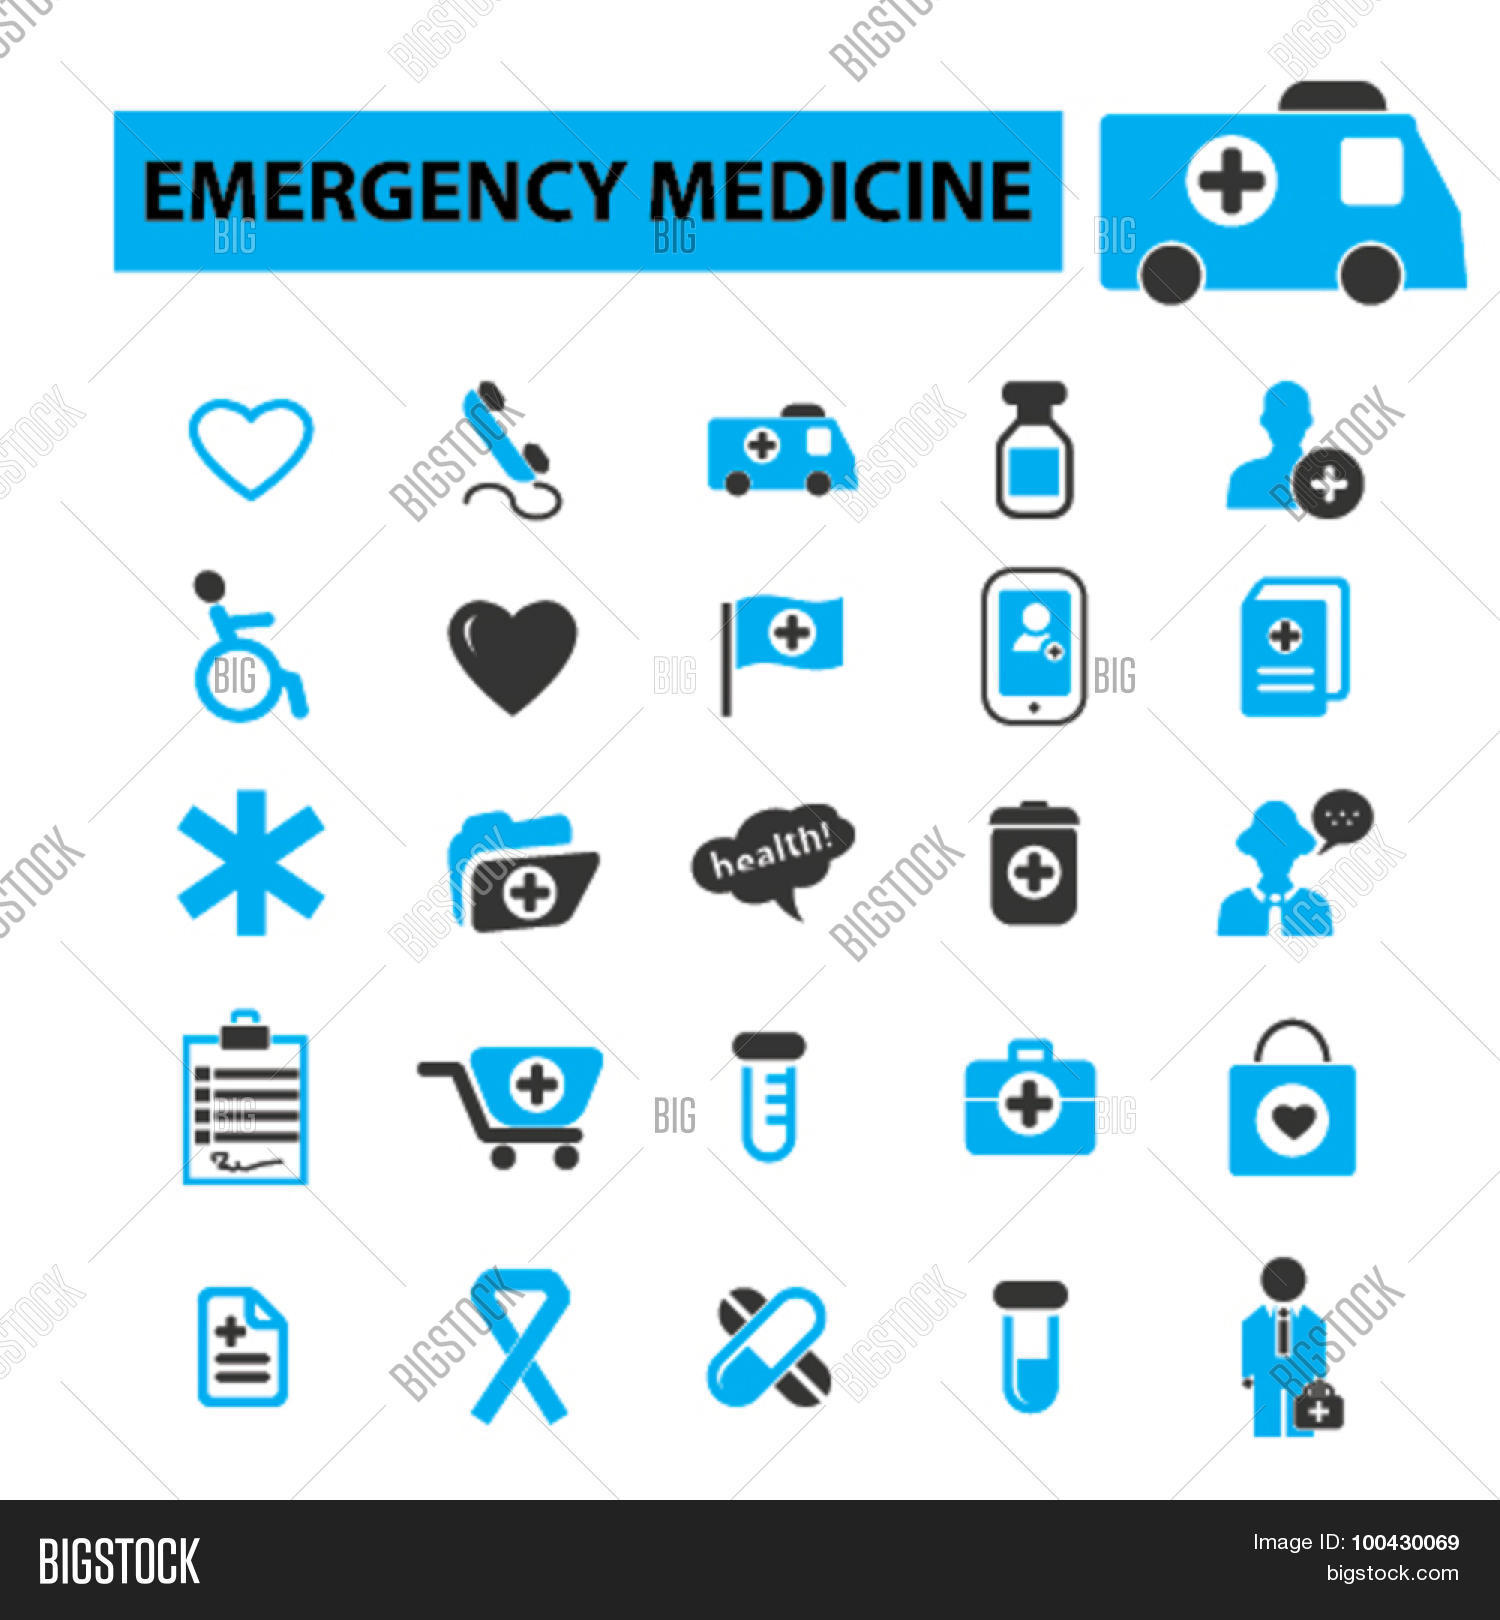 EMERGENCY MEDICINE
health!
BIGSTOCK
Image ID: 100430069
bigstock.com